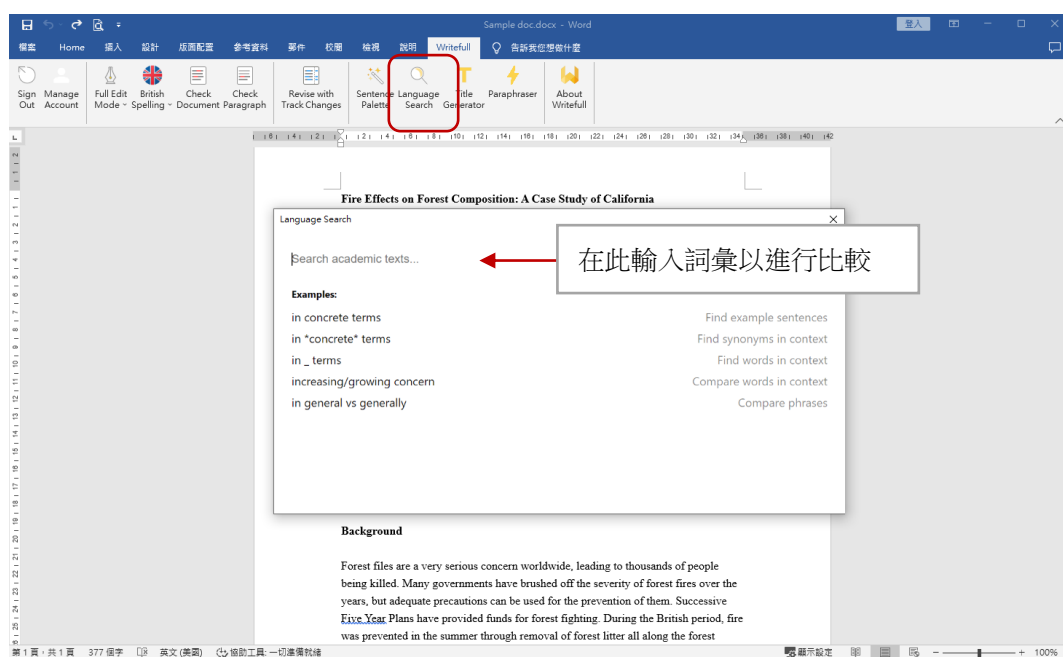 Sample doc.docx - Word
登入
檔案 Home 插入 設計 版面配置 參考資料 郵件 校閱 檢視 說明 Writefull 告訴我您想做什麼
Sign Out
Manage Account
Full Edit Mode
British Spelling
Check Document
Check Paragraph
Revise with Track Changes
Sentence Palette
Language Search
Title Generator
Paraphraser
About Writefull
Fire Effects on Forest Composition: A Case Study of California
Language Search
Search academic texts...
在此輸入詞彙以進行比較
Examples:
in concrete terms Find example sentences
in *concrete* terms Find synonyms in context
in _ terms Find words in context
increasing/growing concern Compare words in context
in general vs generally Compare phrases
Background
Forest files are a very serious concern worldwide, leading to thousands of people
being killed. Many governments have brushed off the severity of forest fires over the
years, but adequate precautions can be used for the prevention of them. Successive
Five Year Plans have provided funds for forest fighting. During the British period, fire
was prevented in the summer through removal of forest litter all along the forest
第 1 頁，共 1 頁 377 個字 英文 (美國) 協助工具: 一切準備就緒 顯示設定 100%